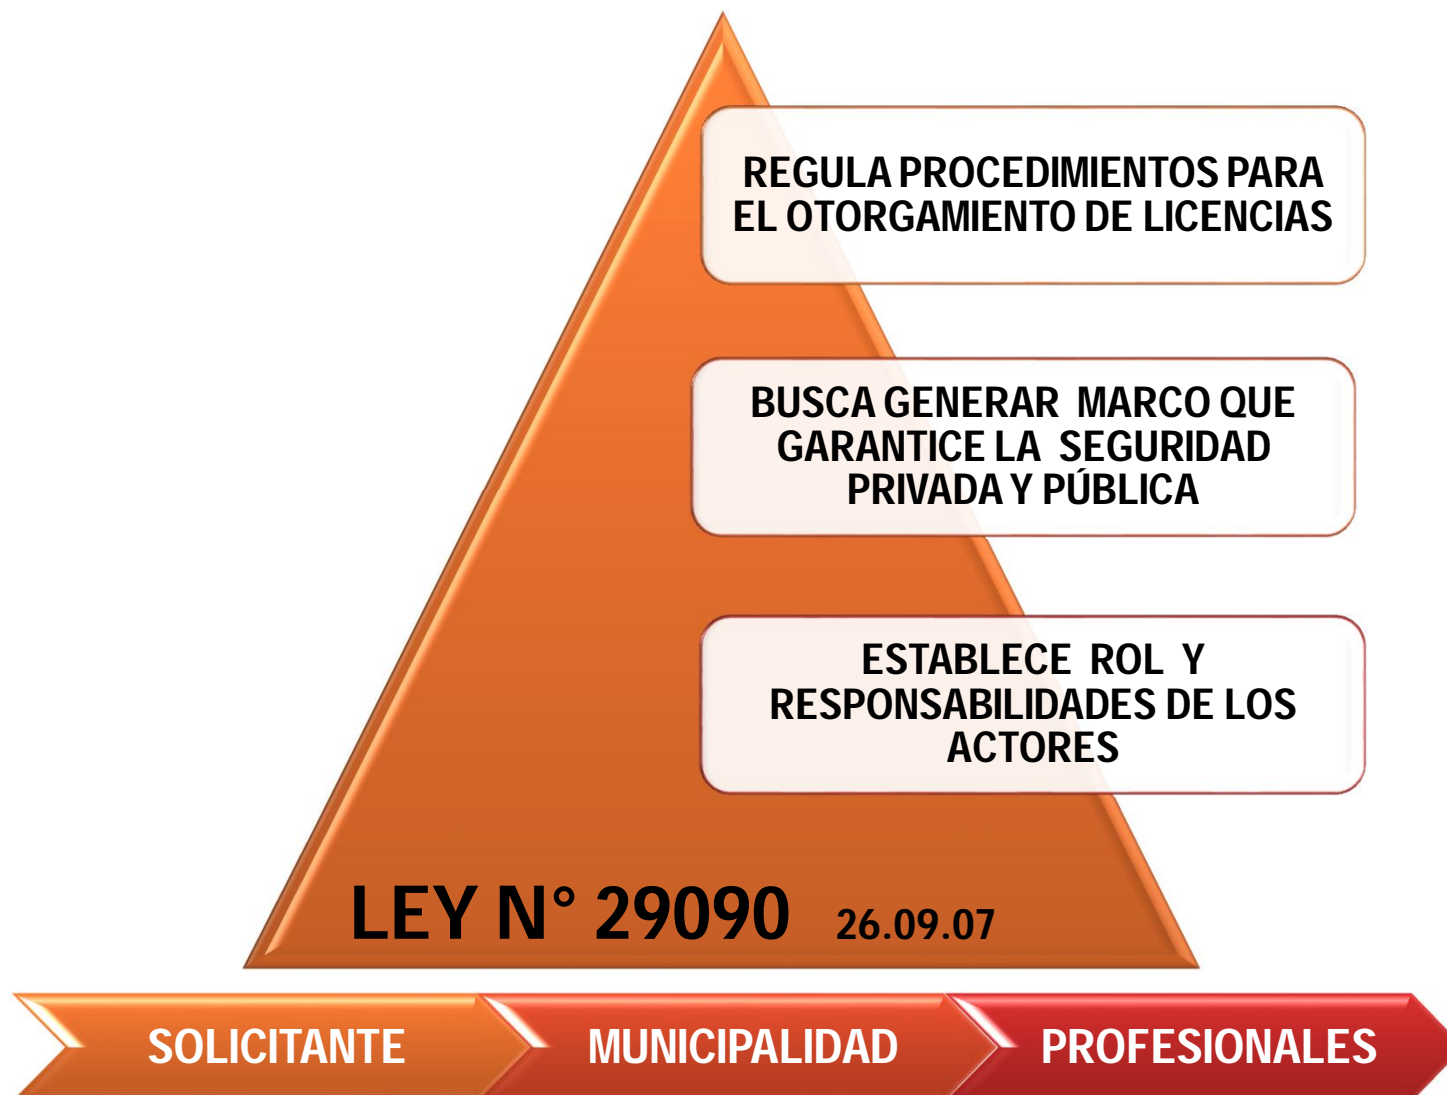 REGULA PROCEDIMIENTOS PARA
EL OTORGAMIENTO DE LICENCIAS
BUSCA GENERAR MARCO QUE
GARANTICE LA SEGURIDAD
PRIVADA Y PÚBLICA
ESTABLECE ROL Y
RESPONSABILIDADES DE LOS
ACTORES
LEY N° 29090 26.09.07
SOLICITANTE MUNICIPALIDAD PROFESIONALES